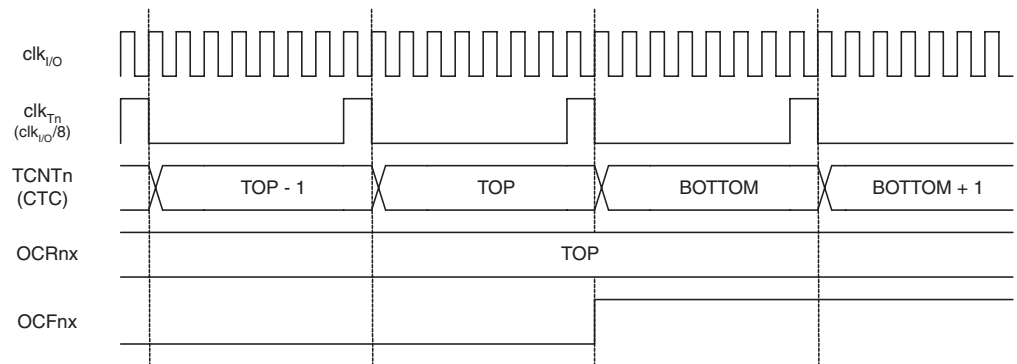 clkI/O
clkTn
(clkI/O/8)
TCNTn
(CTC)
TOP - 1
TOP
BOTTOM
BOTTOM + 1
OCRnx
TOP
OCFnx